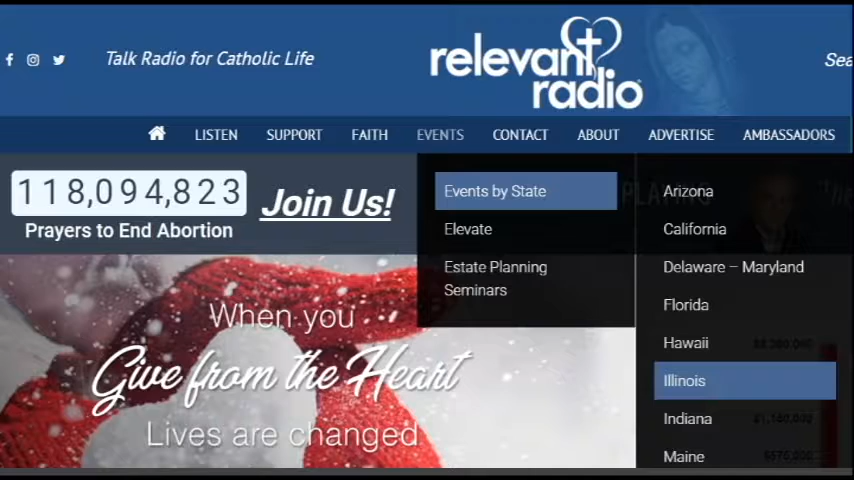 Talk Radio for Catholic Life
relevant
radio
Sea
LISTEN SUPPORT FAITH EVENTS CONTACT ABOUT ADVERTISE AMBASSADORS
118,094,823
Prayers to End Abortion
Join Us!
Events by State
Elevate
Estate Planning
Seminars
Arizona
California
Delaware – Maryland
Florida
Hawaii
Illinois
Indiana
Maine
When you
Give from the Heart
Lives are changed